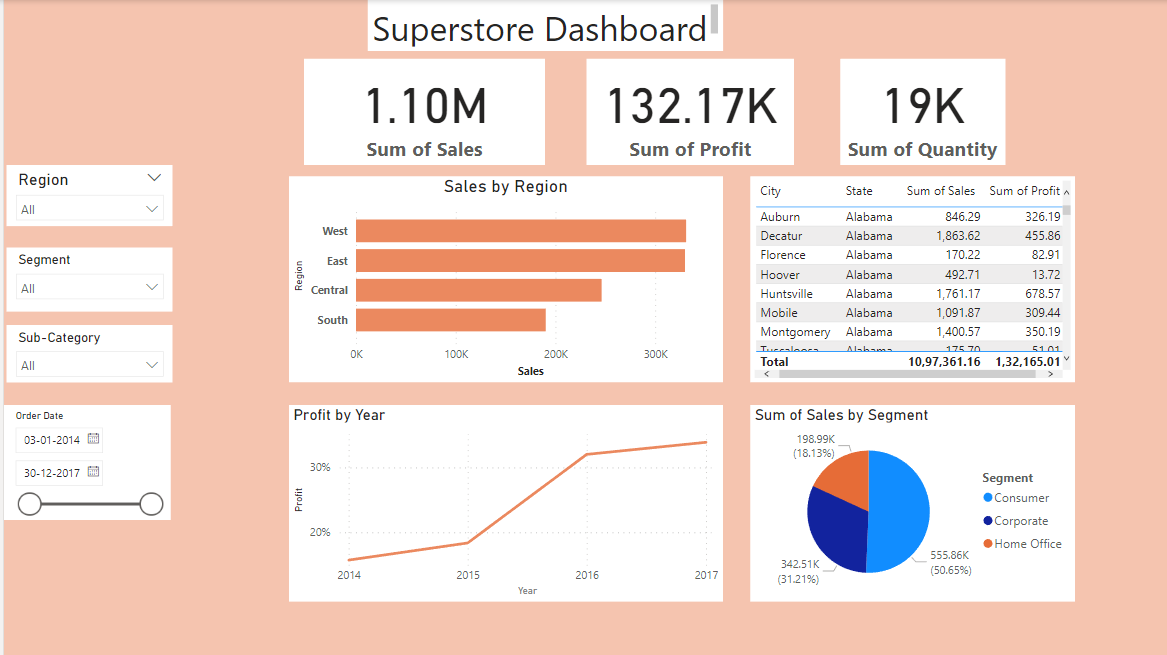 Superstore Dashboard
1.10M
Sum of Sales
132.17K
Sum of Profit
19K
Sum of Quantity
Region
All
Segment
All
Sub-Category
All
Order Date
03-01-2014
30-12-2017
Sales by Region
Region
West
East
Central
South
0K 100K 200K 300K
Sales
City State Sum of Sales Sum of Profit
Auburn Alabama 846.29 326.19
Decatur Alabama 1,863.62 455.86
Florence Alabama 170.22 82.91
Hoover Alabama 492.71 13.72
Huntsville Alabama 1,761.17 678.57
Mobile Alabama 1,091.87 309.44
Montgomery Alabama 1,400.57 350.19
Tuscaloosa Alabama 175.70 51.01
Total 10,97,361.16 1,32,165.01
Profit by Year
Profit
30%
20%
2014 2015 2016 2017
Year
Sum of Sales by Segment
198.99K
(18.13%)
342.51K
(31.21%)
555.86K
(50.65%)
Segment
Consumer
Corporate
Home Office